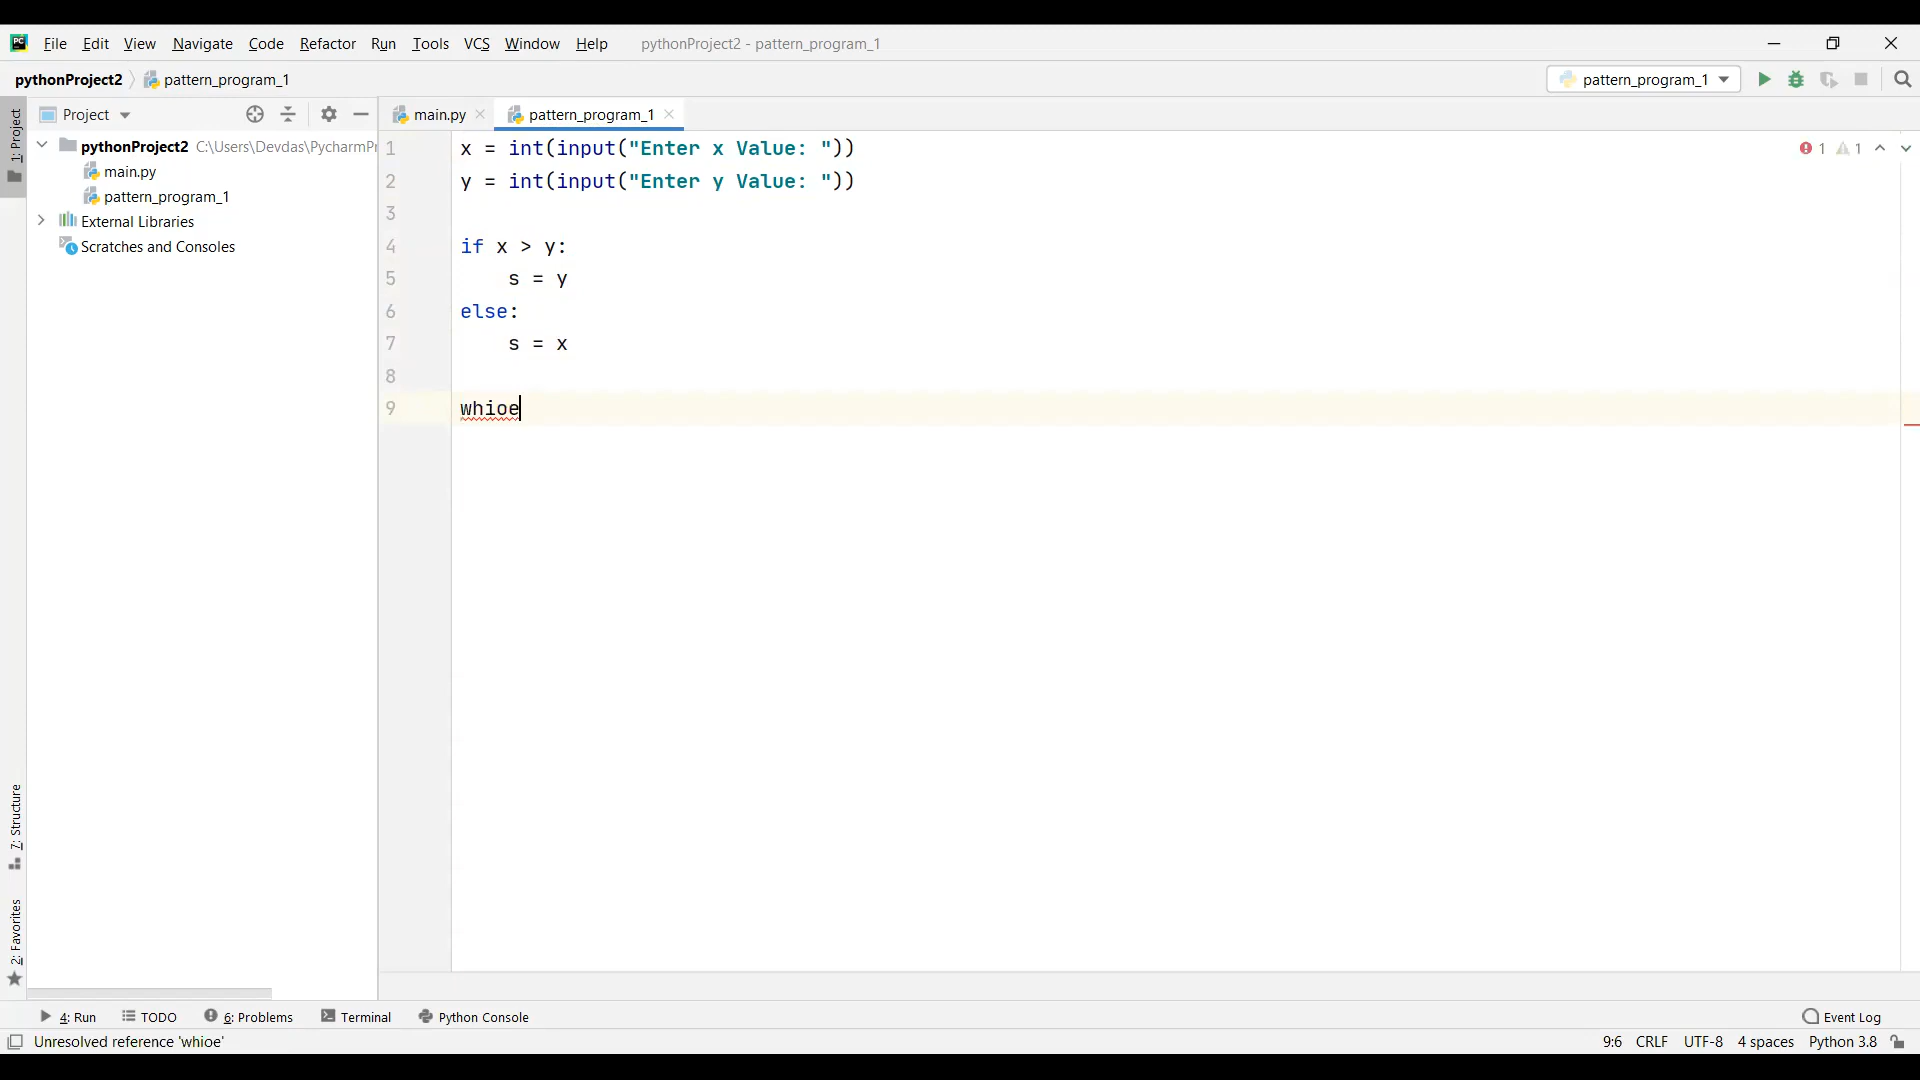 PC File Edit View Navigate Code Refactor Run Tools VCS Window Help pythonProject2 - pattern_program_1
pythonProject2 pattern_program_1 pattern_program_1
1: Project
Project
pythonProject2 C:\Users\Devdas\PycharmPr
main.py
pattern_program_1
External Libraries
Scratches and Consoles
7: Structure
2: Favorites
main.py pattern_program_1
1 x = int(input("Enter x Value: "))
2 y = int(input("Enter y Value: "))
3
4 if x > y:
5 s = y
6 else:
7 s = x
8
9 whioe
1 1
4: Run TODO 6: Problems Terminal Python Console Event Log
Unresolved reference 'whioe' 9:6 CRLF UTF-8 4 spaces Python 3.8